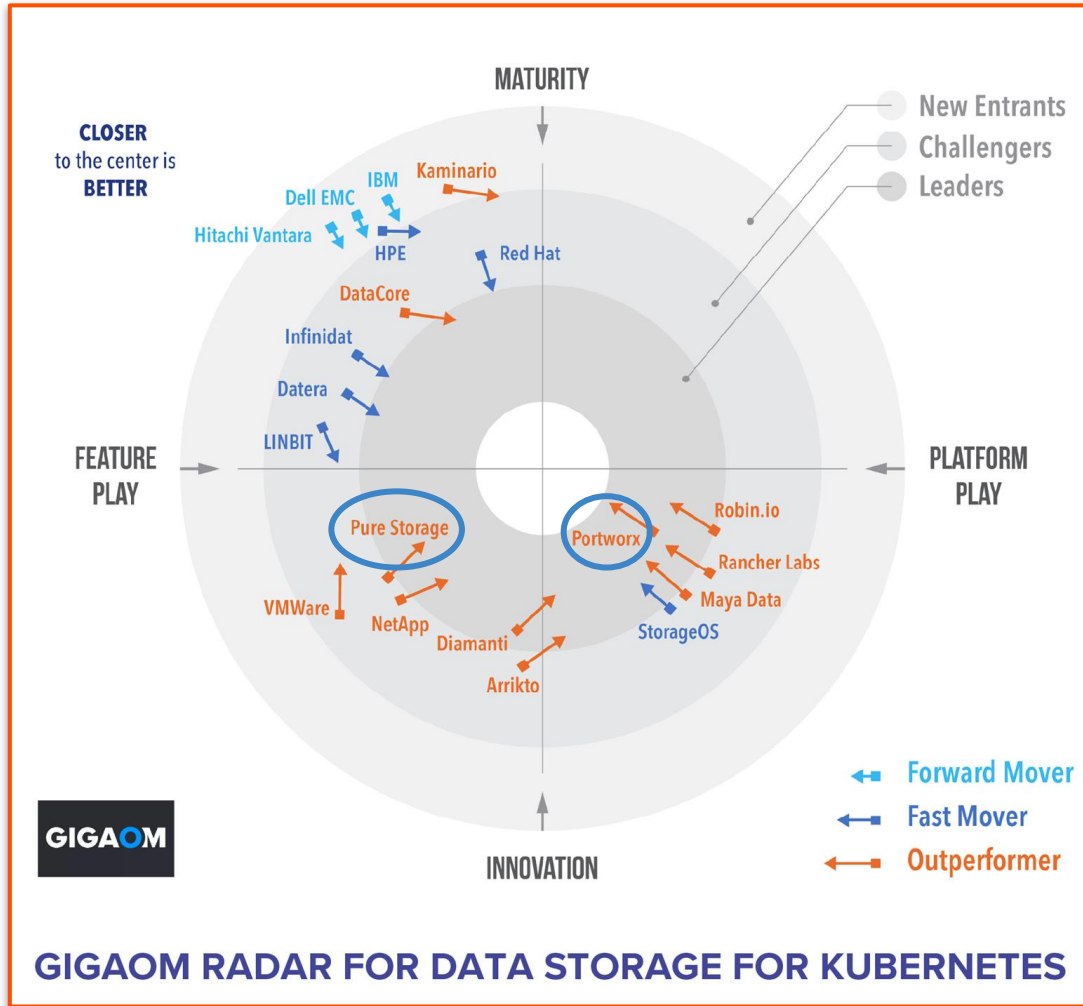 MATURITY
CLOSER
to the center is
BETTER
New Entrants
Challengers
Leaders
Kaminario
IBM
Dell EMC
Hitachi Vantara
HPE
Red Hat
DataCore
Infinidat
Datera
LINBIT
FEATURE
PLAY
PLATFORM
PLAY
Pure Storage
Portworx
Robin.io
Rancher Labs
Maya Data
StorageOS
VMWare
NetApp
Diamanti
Arrikto
Forward Mover
Fast Mover
Outperformer
GIGAOM
INNOVATION
GIGAOM RADAR FOR DATA STORAGE FOR KUBERNETES